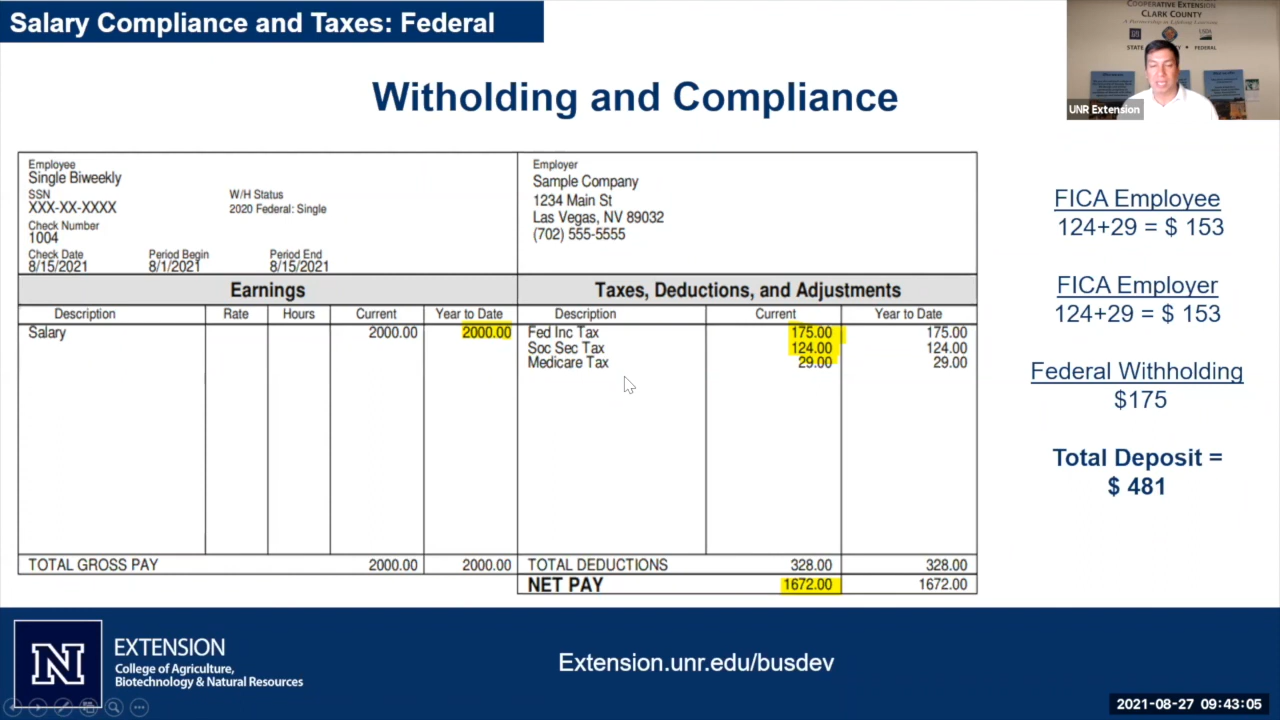 Salary Compliance and Taxes: Federal
COOPERATIVE EXTENSION
CLARK COUNTY
A Partnership in Lifelong Learning
STATE FEDERAL
UNR Extension
Witholding and Compliance
Employee
Single Biweekly
SSN
XXX-XX-XXXX
W/H Status
2020 Federal: Single
Check Number
1004
Check Date Period Begin Period End
8/15/2021 8/1/2021 8/15/2021
Employer
Sample Company
1234 Main St
Las Vegas, NV 89032
(702) 555-5555
Earnings Taxes, Deductions, and Adjustments
Description Rate Hours Current Year to Date Description Current Year to Date
Salary 2000.00 2000.00 Fed Inc Tax 175.00 175.00
Soc Sec Tax 124.00 124.00
Medicare Tax 29.00 29.00
TOTAL GROSS PAY 2000.00 2000.00 TOTAL DEDUCTIONS 328.00 328.00
NET PAY 1672.00 1672.00
FICA Employee
124+29 = $ 153
FICA Employer
124+29 = $ 153
Federal Withholding
$175
Total Deposit =
$ 481
N
EXTENSION
College of Agriculture,
Biotechnology & Natural Resources
Extension.unr.edu/busdev
2021-08-27 09:43:05